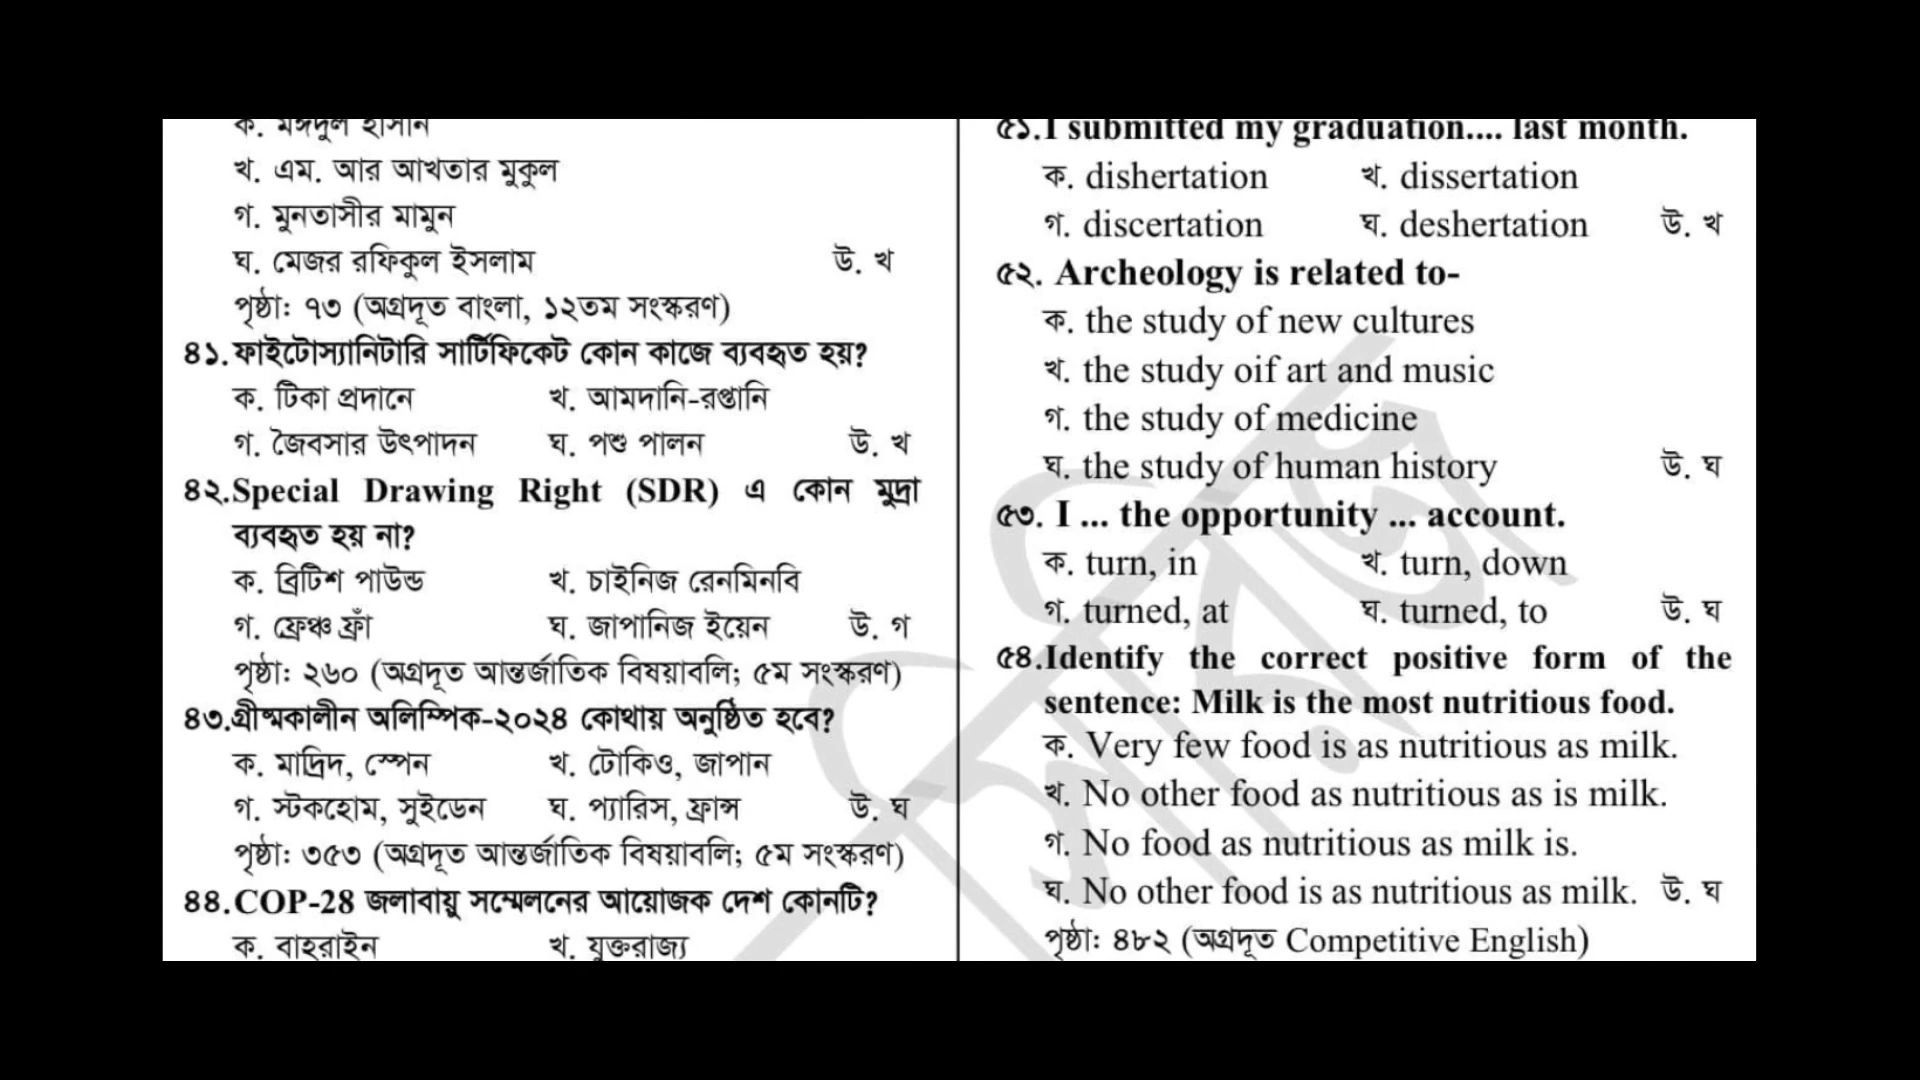 ক. মঈদুল হাসান
খ. এম. আর আখতার মুকুল
গ. মুনতাসীর মামুন
ঘ. মেজর রফিকুল ইসলাম উ. খ
পৃষ্ঠা: ৭৩ (অগ্রদূত বাংলা, ১২তম সংস্করণ)
৪১.ফাইটোস্যানিটারি সার্টিফিকেট কোন কাজে ব্যবহৃত হয়?
ক. টিকা প্রদানে খ. আমদানি-রপ্তানি
গ. জৈবসার উৎপাদন ঘ. পশু পালন উ. খ
৪২.Special Drawing Right (SDR) এ কোন মুদ্রা
ব্যবহৃত হয় না?
ক. ব্রিটিশ পাউন্ড খ. চাইনিজ রেনমিনবি
গ. ফ্রেঞ্চ ফ্রাঁ ঘ. জাপানিজ ইয়েন উ. গ
পৃষ্ঠা: ২৬০ (অগ্রদূত আন্তর্জাতিক বিষয়াবলি; ৫ম সংস্করণ)
৪৩.গ্রীষ্মকালীন অলিম্পিক-২০২৪ কোথায় অনুষ্ঠিত হবে?
ক. মাদ্রিদ, স্পেন খ. টোকিও, জাপান
গ. স্টকহোম, সুইডেন ঘ. প্যারিস, ফ্রান্স উ. ঘ
পৃষ্ঠা: ৩৫৩ (অগ্রদূত আন্তর্জাতিক বিষয়াবলি; ৫ম সংস্করণ)
৪৪.COP-28 জলাবায়ু সম্মেলনের আয়োজক দেশ কোনটি?
ক. বাহরাইন খ. যুক্তরাজ্য
৫১.I submitted my graduation.... last month.
ক. dishertation খ. dissertation
গ. discertation ঘ. deshertation উ. খ
৫২. Archeology is related to-
ক. the study of new cultures
খ. the study oif art and music
গ. the study of medicine
ঘ. the study of human history উ. ঘ
৫৩. I ... the opportunity ... account.
ক. turn, in খ. turn, down
গ. turned, at ঘ. turned, to উ. ঘ
৫৪.Identify the correct positive form of the
sentence: Milk is the most nutritious food.
ক. Very few food is as nutritious as milk.
খ. No other food as nutritious as is milk.
গ. No food as nutritious as milk is.
ঘ. No other food is as nutritious as milk. উ. ঘ
পৃষ্ঠা: ৪৮২ (অগ্রদূত Competitive English)
সিরিজ